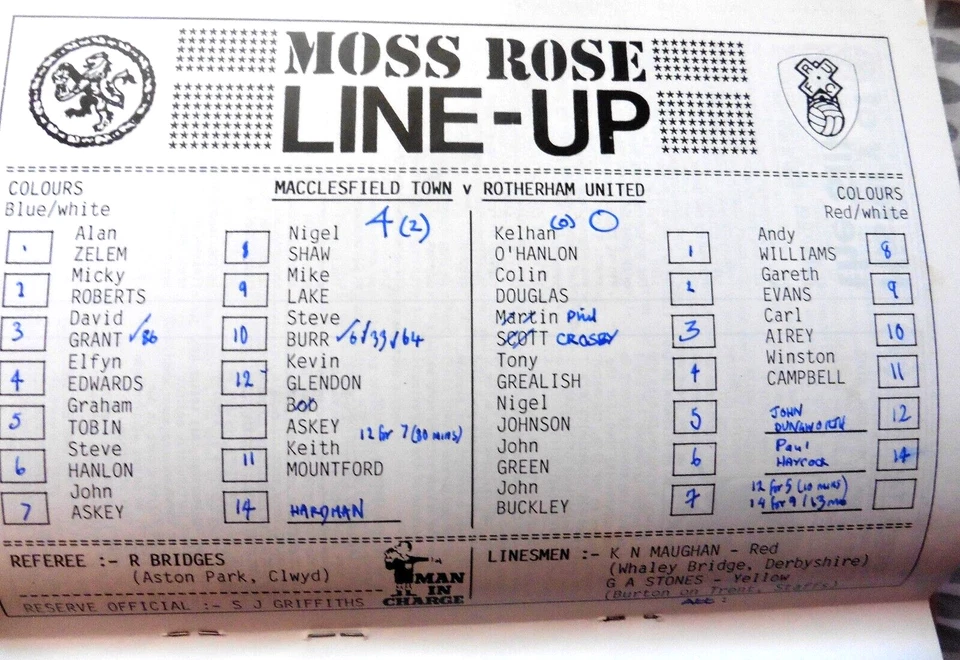 MOSS ROSE
LINE-UP
COLOURS
Blue/white
MACCLESFIELD TOWN v ROTHERHAM UNITED
COLOURS
Red/white
4 (2)
(0) 0
1 Alan
ZELEM
2 Micky
ROBERTS
3 David
GRANT ✓86
4 Elfyn
EDWARDS
5 Graham
TOBIN
6 Steve
HANLON
7 John
ASKEY
8 Nigel
SHAW
9 Mike
LAKE
10 Steve
BURR ✓6/33/64
12 Kevin
GLENDON
Bob
ASKEY
12 for 7 (80 mins)
11 Keith
MOUNTFORD
14 HARDMAN
Kelhan
O'HANLON 1
Colin
DOUGLAS 2
Martin Phil
SCOTT CROSBY 3
Tony
GREALISH 4
Nigel
JOHNSON 5
John
GREEN 6
John
BUCKLEY 7
Andy
WILLIAMS 8
Gareth
EVANS 9
Carl
AIREY 10
Winston
CAMPBELL 11
JOHN
DUNGWORTH 12
Paul
HAYCOCK 14
12 for 5 (10 mins)
14 for 9 /63 mins
REFEREE :- R BRIDGES
(Aston Park, Clwyd)
RESERVE OFFICIAL :- S J GRIFFITHS
MAN
IN
CHARGE
LINESMEN :- K N MAUGHAN - Red
(Whaley Bridge, Derbyshire)
G A STONES - Yellow
(Burton on Trent, Staffs)